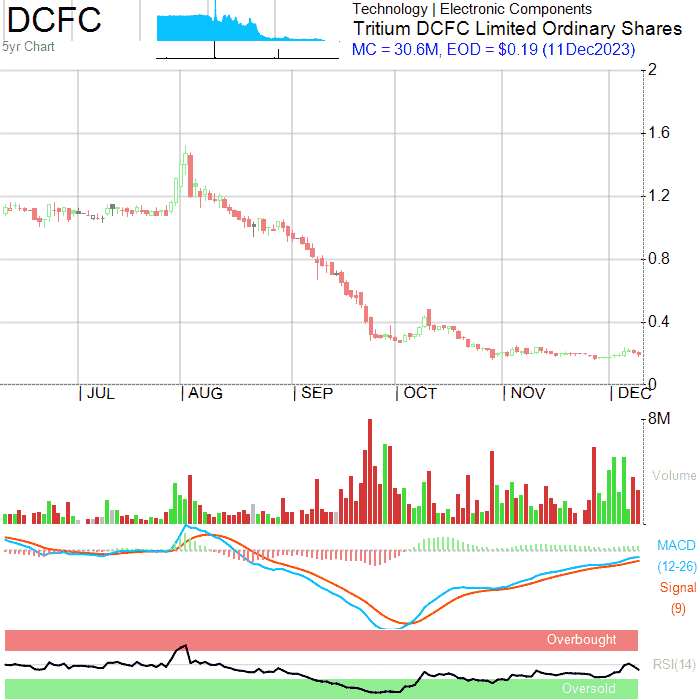 DCFC
5yr Chart
Technology | Electronic Components
Tritium DCFC Limited Ordinary Shares
MC = 30.6M, EOD = $0.19 (11Dec2023)
2
1.6
1.2
0.8
0.4
0
JUL AUG SEP OCT NOV DEC
8M
Volume
MACD
(12-26)
Signal
(9)
Overbought
RSI(14)
Oversold